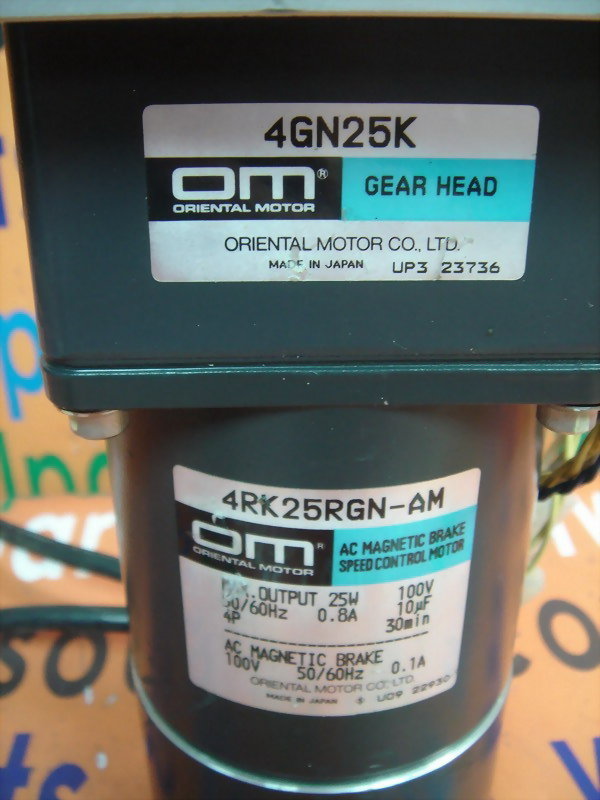 4GN25K
om®
ORIENTAL MOTOR
GEAR HEAD
ORIENTAL MOTOR CO., LTD.
MADE IN JAPAN UP3 23736
4RK25RGN-AM
om®
ORIENTAL MOTOR
AC MAGNETIC BRAKE
SPEED CONTROL MOTOR
OUTPUT 25W 100V
50/60Hz 0.8A 10µF
4P 30min
AC MAGNETIC BRAKE
100V 50/60Hz 0.1A
ORIENTAL MOTOR CO., LTD.
MADE IN JAPAN UD9 22930